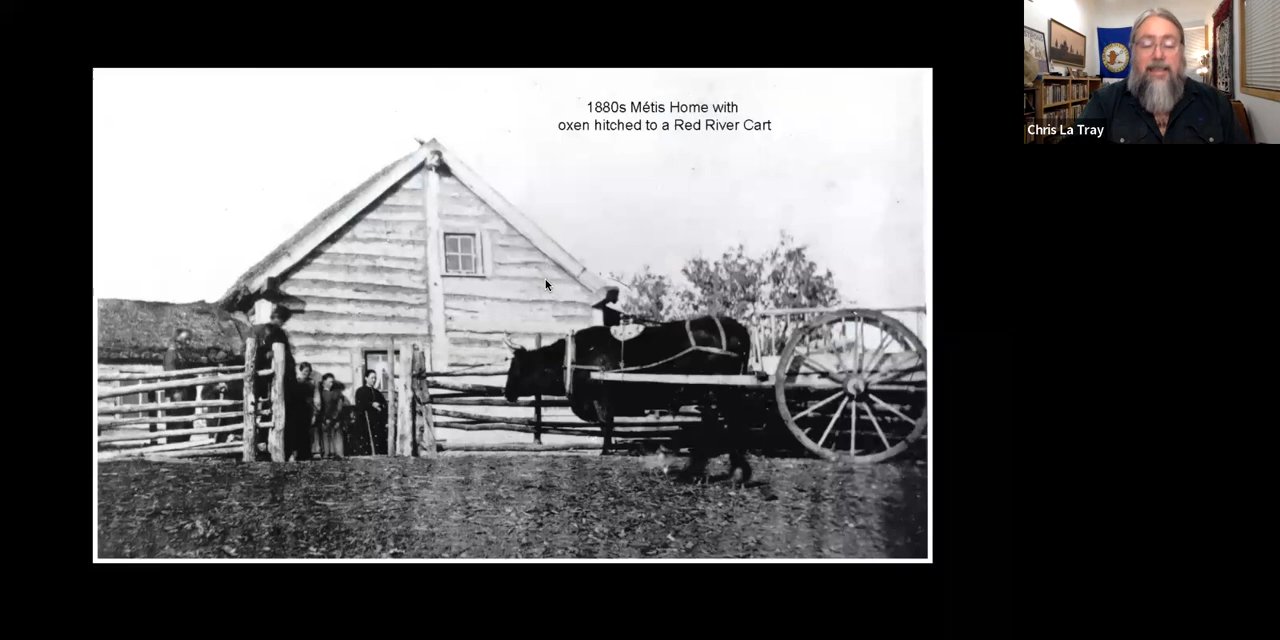 1880s Métis Home with
oxen hitched to a Red River Cart
Chris La Tray